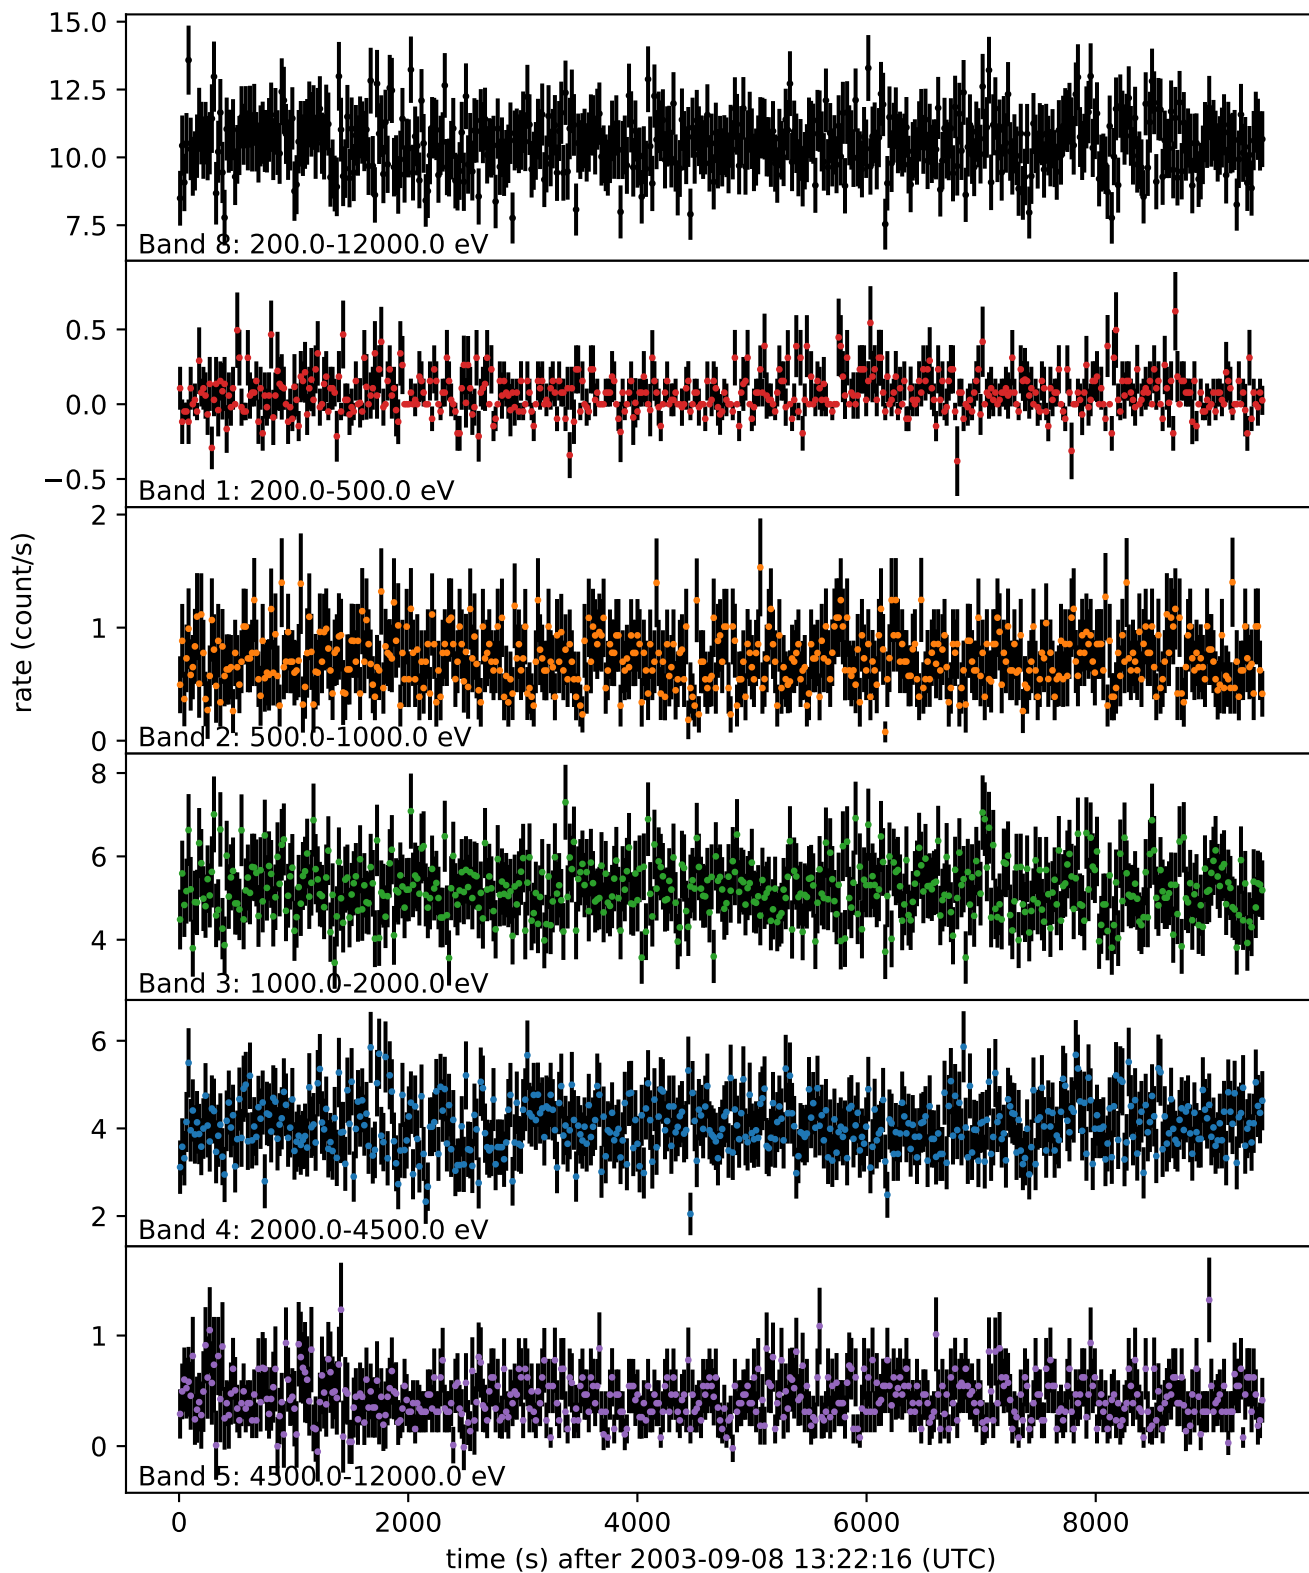 15.0
12.5
10.0
7.5
Band 8: 200.0-12000.0 eV
0.5
0.0
−0.5
Band 1: 200.0-500.0 eV
rate (count/s)
2
1
0
Band 2: 500.0-1000.0 eV
8
6
4
Band 3: 1000.0-2000.0 eV
6
4
2
Band 4: 2000.0-4500.0 eV
1
0
Band 5: 4500.0-12000.0 eV
0 2000 4000 6000 8000
time (s) after 2003-09-08 13:22:16 (UTC)